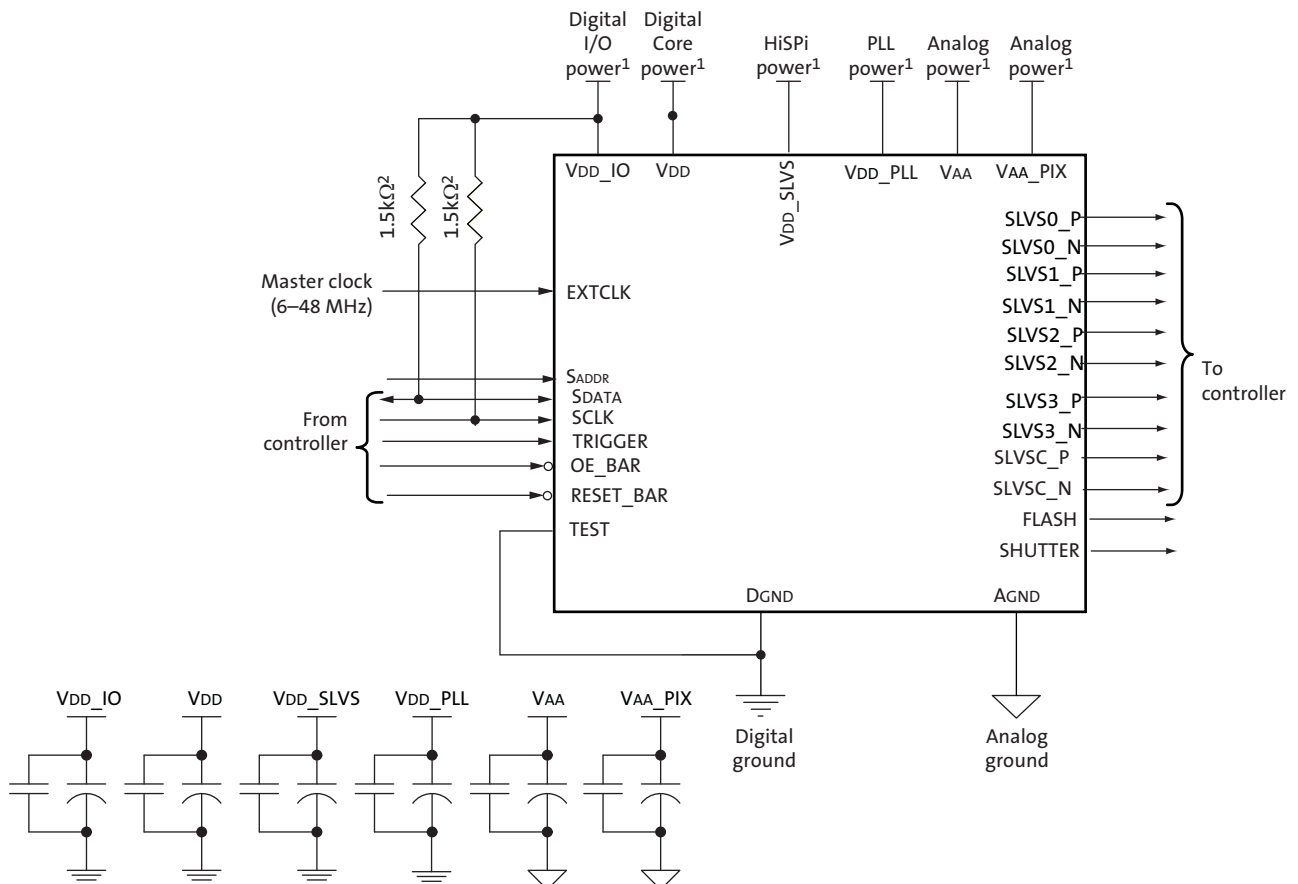 Digital I/O power1
Digital Core power1
HiSPi power1
PLL power1
Analog power1
Analog power1
VDD_IO
VDD
VDD_SLVS
VDD_PLL
VAA
VAA_PIX
1.5kΩ2
1.5kΩ2
Master clock
(6–48 MHz)
EXTCLK
SADDR
SDATA
SCLK
TRIGGER
OE_BAR
RESET_BAR
TEST
From
controller
SLVS0_P
SLVS0_N
SLVS1_P
SLVS1_N
SLVS2_P
SLVS2_N
SLVS3_P
SLVS3_N
SLVSC_P
SLVSC_N
FLASH
SHUTTER
To
controller
DGND
AGND
Digital
ground
Analog
ground
VDD_IO
VDD
VDD_SLVS
VDD_PLL
VAA
VAA_PIX